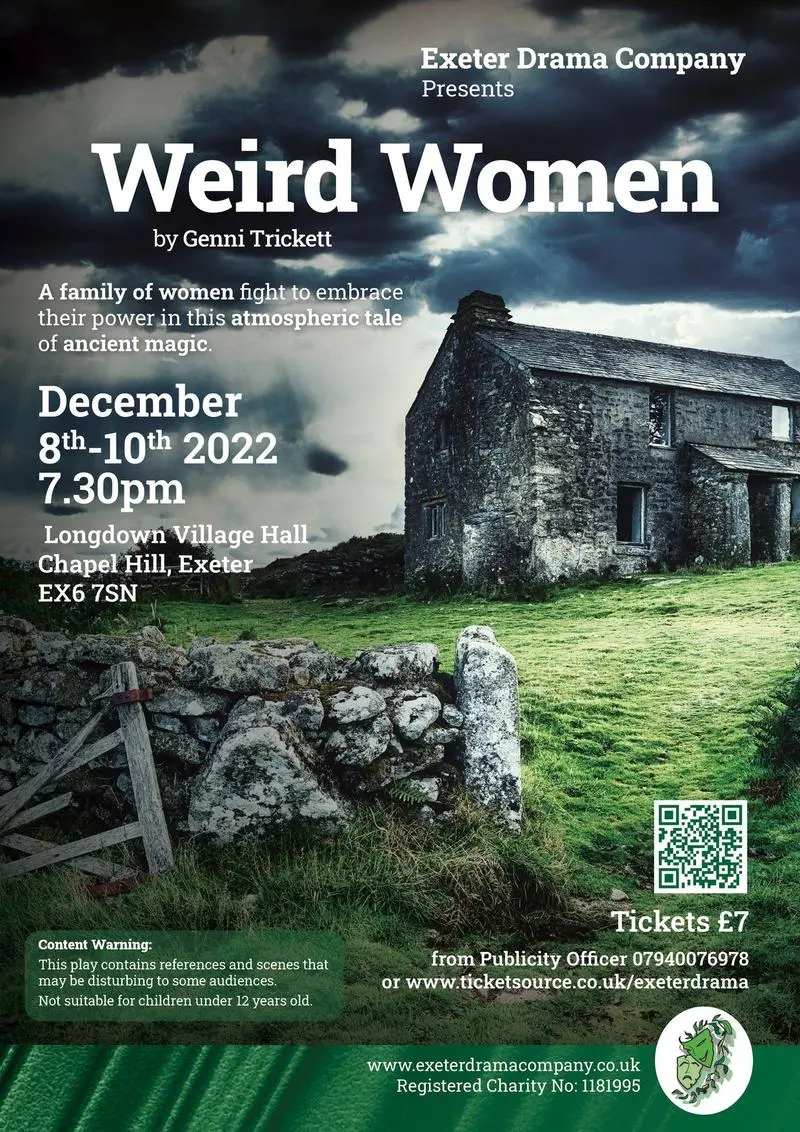 Exeter Drama Company
Presents
Weird Women
by Genni Trickett
A family of women fight to embrace
their power in this atmospheric tale
of ancient magic.
December
8th-10th 2022
7.30pm
Longdown Village Hall
Chapel Hill, Exeter
EX6 7SN
Tickets £7
from Publicity Officer 07940076978
or www.ticketsource.co.uk/exeterdrama
Content Warning:
This play contains references and scenes that
may be disturbing to some audiences.
Not suitable for children under 12 years old.
www.exeterdramacompany.co.uk
Registered Charity No: 1181995